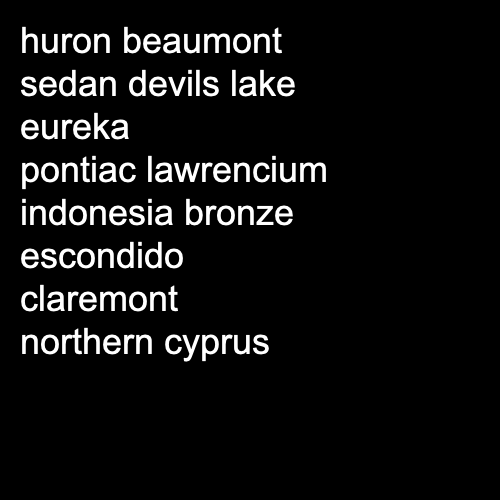 huron beaumont
sedan devils lake
eureka
pontiac lawrencium
indonesia bronze
escondido
claremont
northern cyprus